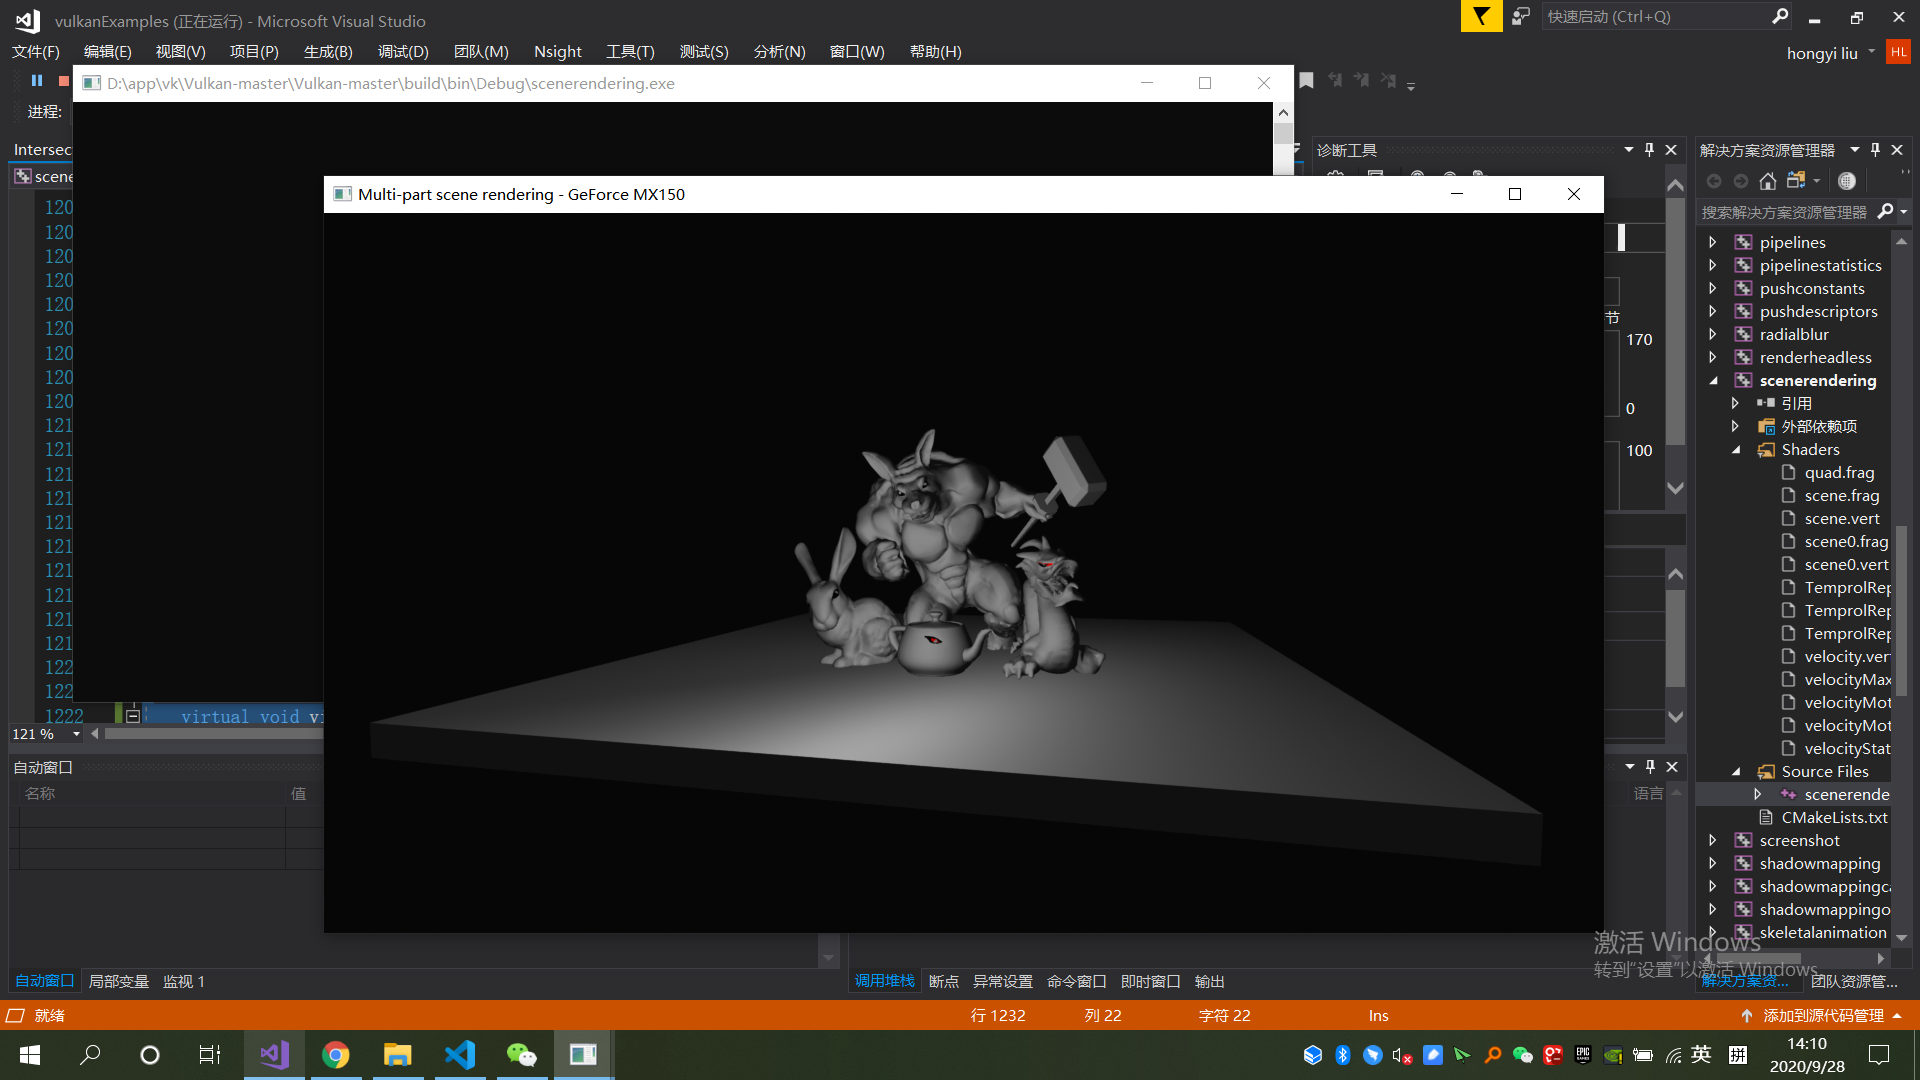 vulkanExamples (正在运行) - Microsoft Visual Studio
快速启动 (Ctrl+Q)
文件(F) 编辑(E) 视图(V) 项目(P) 生成(B) 调试(D) 团队(M) Nsight 工具(T) 测试(S) 分析(N) 窗口(W) 帮助(H)
hongyi liu HL
D:\app\vk\Vulkan-master\Vulkan-master\build\bin\Debug\scenerendering.exe
进程:
Intersec
scene
诊断工具
解决方案资源管理器
Multi-part scene rendering - GeForce MX150
搜索解决方案资源管理器
120
120
120
120
120
120
120
120
120
121
121
121
121
121
121
121
121
121
121
122
122
1222 virtual void vi
节
170
0
100
pipelines
pipelinestatistics
pushconstants
pushdescriptors
radialblur
renderheadless
scenerendering
引用
外部依赖项
Shaders
quad.frag
scene.frag
scene.vert
scene0.frag
scene0.vert
TemprolRep
TemprolRep
TemprolRep
velocity.ver
velocityMax
velocityMot
velocityMot
velocityStat
Source Files
scenerende
CMakeLists.txt
screenshot
shadowmapping
shadowmappingca
shadowmappingo
skeletalanimation
121 %
自动窗口
名称 值
语言
激活 Windows
转到"设置"以激活 Windows。
自动窗口 局部变量 监视 1
调用堆栈 断点 异常设置 命令窗口 即时窗口 输出
解决方案资... 团队资源管...
就绪 行 1232 列 22 字符 22 Ins 添加到源代码管理
英 拼
14:10
2020/9/28